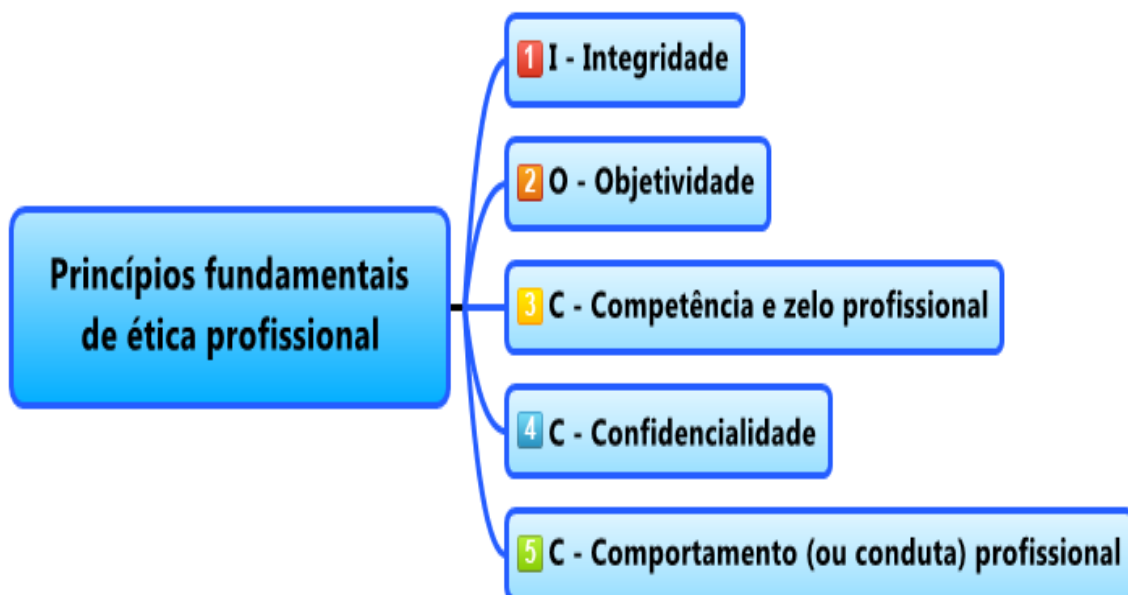 Princípios fundamentais
de ética profissional
1 I - Integridade
2 O - Objetividade
3 C - Competência e zelo profissional
4 C - Confidencialidade
5 C - Comportamento (ou conduta) profissional